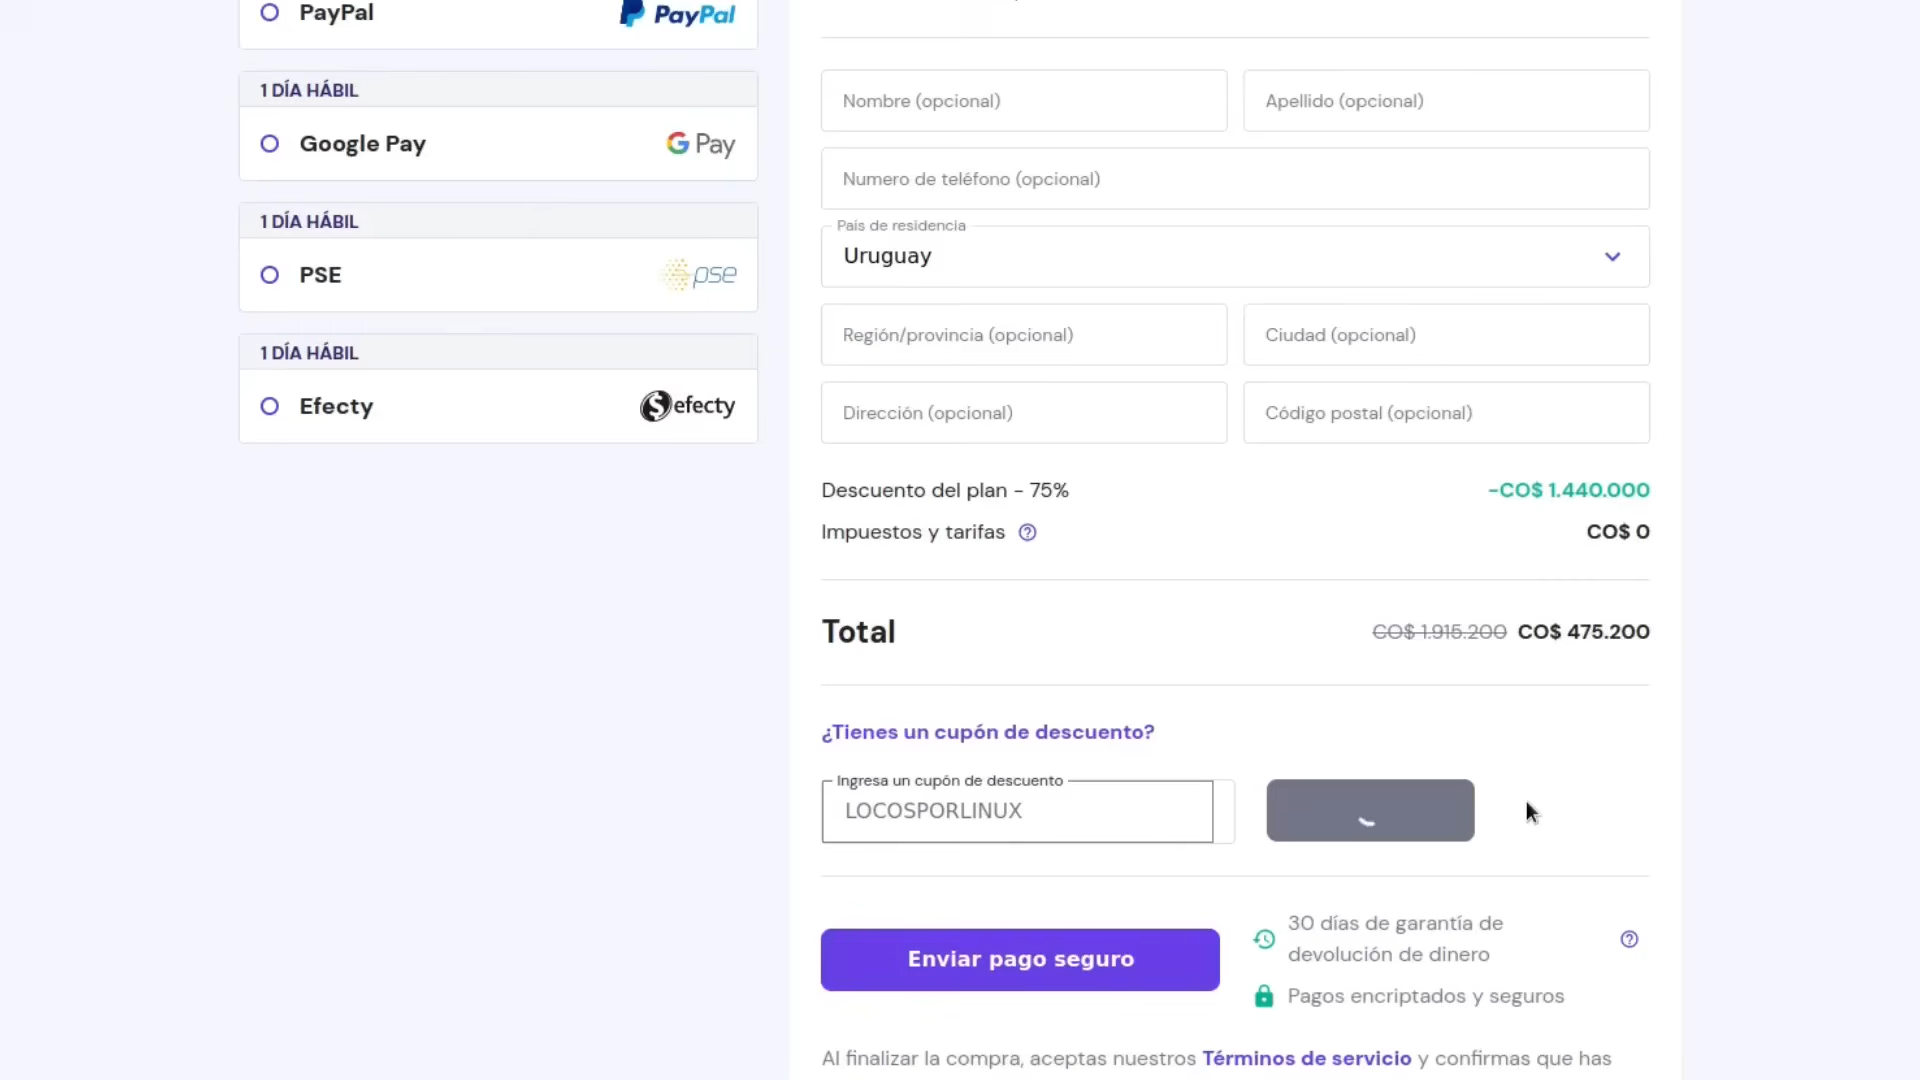 PayPal
PayPal
1 DÍA HÁBIL
Google Pay
G Pay
1 DÍA HÁBIL
PSE
pse
1 DÍA HÁBIL
Efecty
$efecty
Nombre (opcional)
Apellido (opcional)
Numero de teléfono (opcional)
País de residencia
Uruguay
Región/provincia (opcional)
Ciudad (opcional)
Dirección (opcional)
Código postal (opcional)
Descuento del plan - 75%
-CO$ 1.440.000
Impuestos y tarifas
CO$ 0
Total
CO$ 1.915.200 CO$ 475.200
¿Tienes un cupón de descuento?
Ingresa un cupón de descuento
LOCOSPORLINUX
Enviar pago seguro
30 días de garantía de
devolución de dinero
Pagos encriptados y seguros
Al finalizar la compra, aceptas nuestros Términos de servicio y confirmas que has